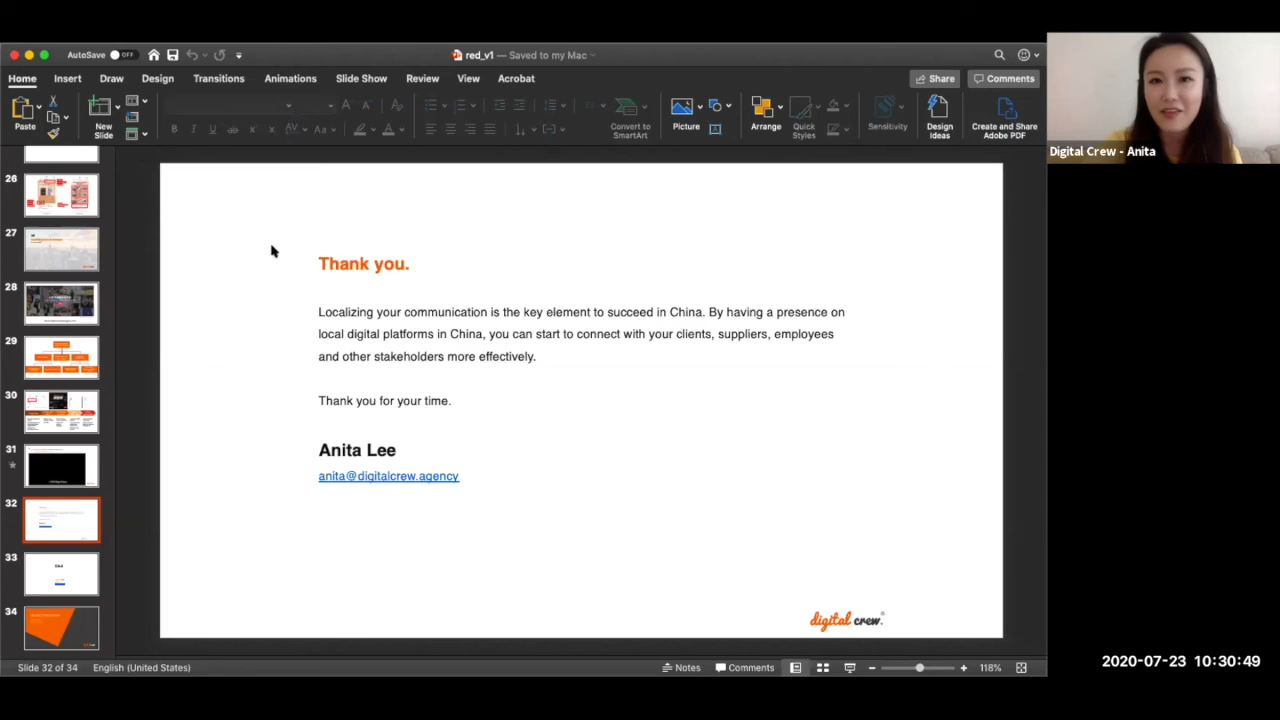 AutoSave OFF
red_v1 — Saved to my Mac
Home Insert Draw Design Transitions Animations Slide Show Review View Acrobat
Share Comments
Paste
New Slide
Convert to SmartArt
Picture
Arrange
Quick Styles
Sensitivity
Design Ideas
Create and Share Adobe PDF
Digital Crew - Anita
26
27
28
29
30
31
32
33
34
Thank you.
Localizing your communication is the key element to succeed in China. By having a presence on
local digital platforms in China, you can start to connect with your clients, suppliers, employees
and other stakeholders more effectively.
Thank you for your time.
Anita Lee
anita@digitalcrew.agency
digital crew.®
Slide 32 of 34 English (United States)
Notes Comments 118%
2020-07-23 10:30:49